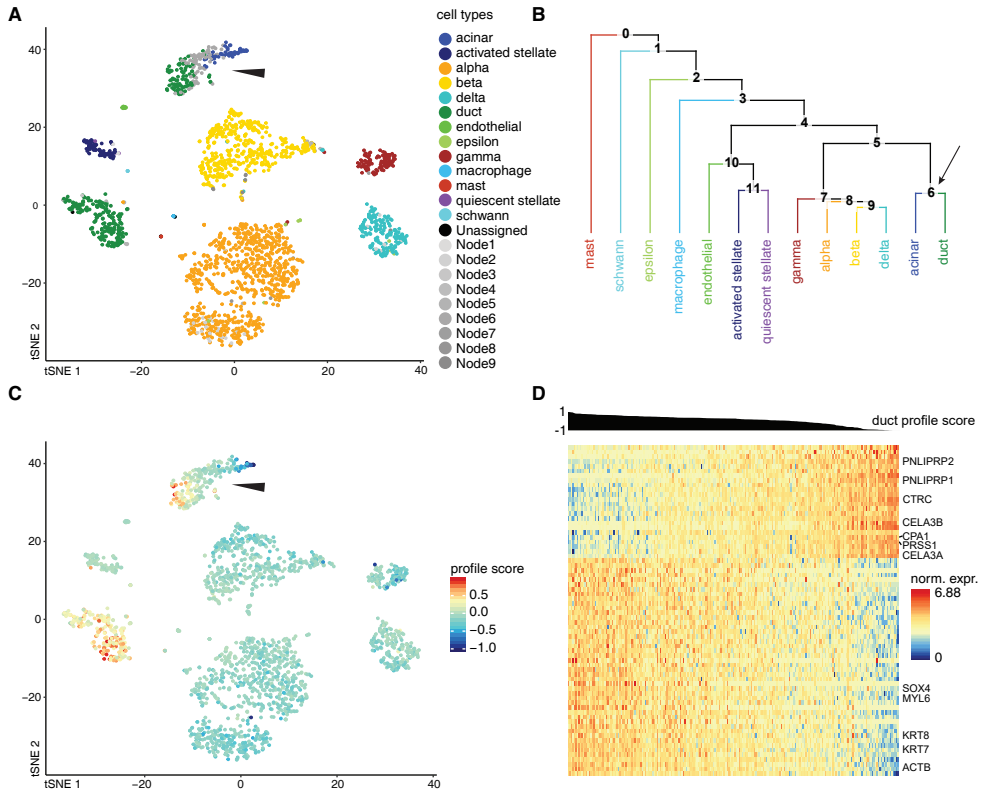 A
cell types
acinar
activated stellate
alpha
beta
delta
duct
endothelial
epsilon
gamma
macrophage
mast
quiescent stellate
schwann
Unassigned
Node1
Node2
Node3
Node4
Node5
Node6
Node7
Node8
Node9
40
20
0
−20
tSNE 2
tSNE 1
−20
0
20
40
B
0
1
2
3
4
5
10
11
6
7
8
9
mast
schwann
epsilon
macrophage
endothelial
activated stellate
quiescent stellate
gamma
alpha
beta
delta
acinar
duct
C
40
20
0
−20
tSNE 2
tSNE 1
−20
0
20
40
profile score
0.5
0.0
−0.5
−1.0
D
1
-1
duct profile score
PNLIPRP2
PNLIPRP1
CTRC
CELA3B
CPA1
PRSS1
CELA3A
SOX4
MYL6
KRT8
KRT7
ACTB
norm. expr.
6.88
0